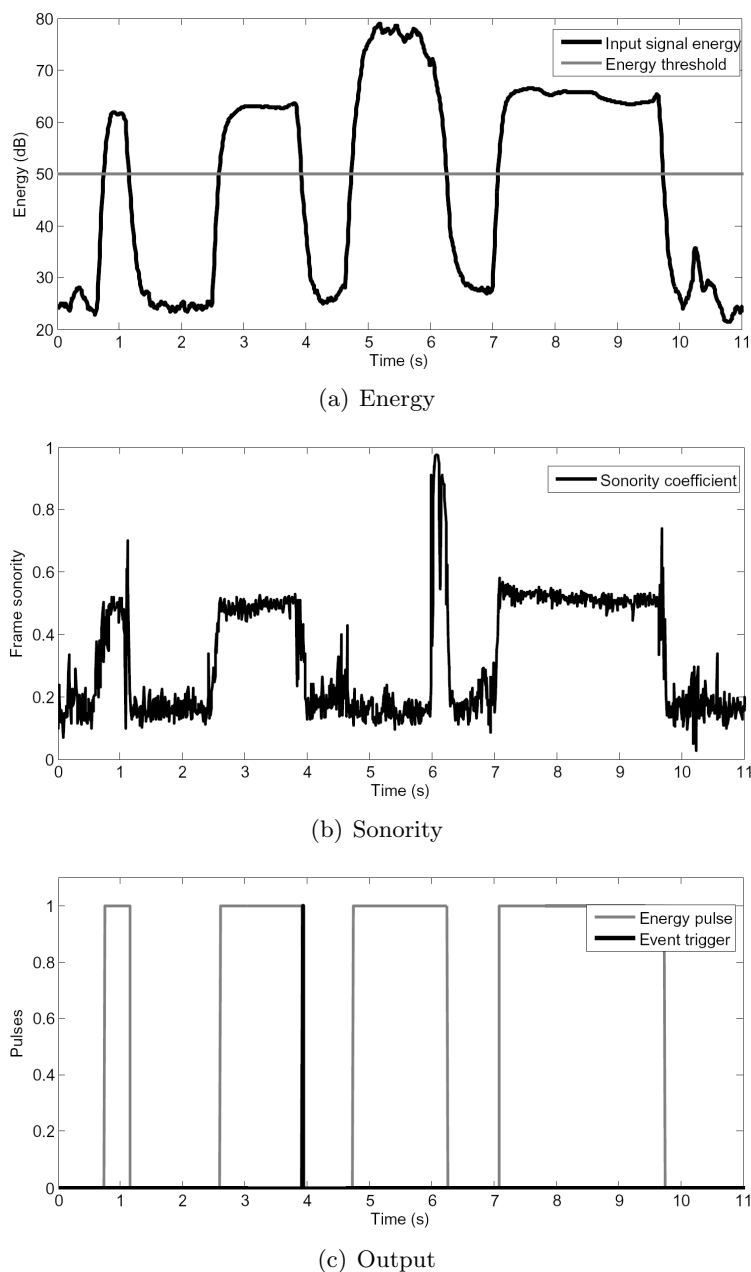 80
70
60
50
40
30
20
Energy (dB)
Input signal energy
Energy threshold
0 1 2 3 4 5 6 7 8 9 10 11
Time (s)
(a) Energy
1
0.8
0.6
0.4
0.2
0
Frame sonority
Sonority coefficient
0 1 2 3 4 5 6 7 8 9 10 11
Time (s)
(b) Sonority
1
0.8
0.6
0.4
0.2
0
Pulses
Energy pulse
Event trigger
0 1 2 3 4 5 6 7 8 9 10 11
Time (s)
(c) Output